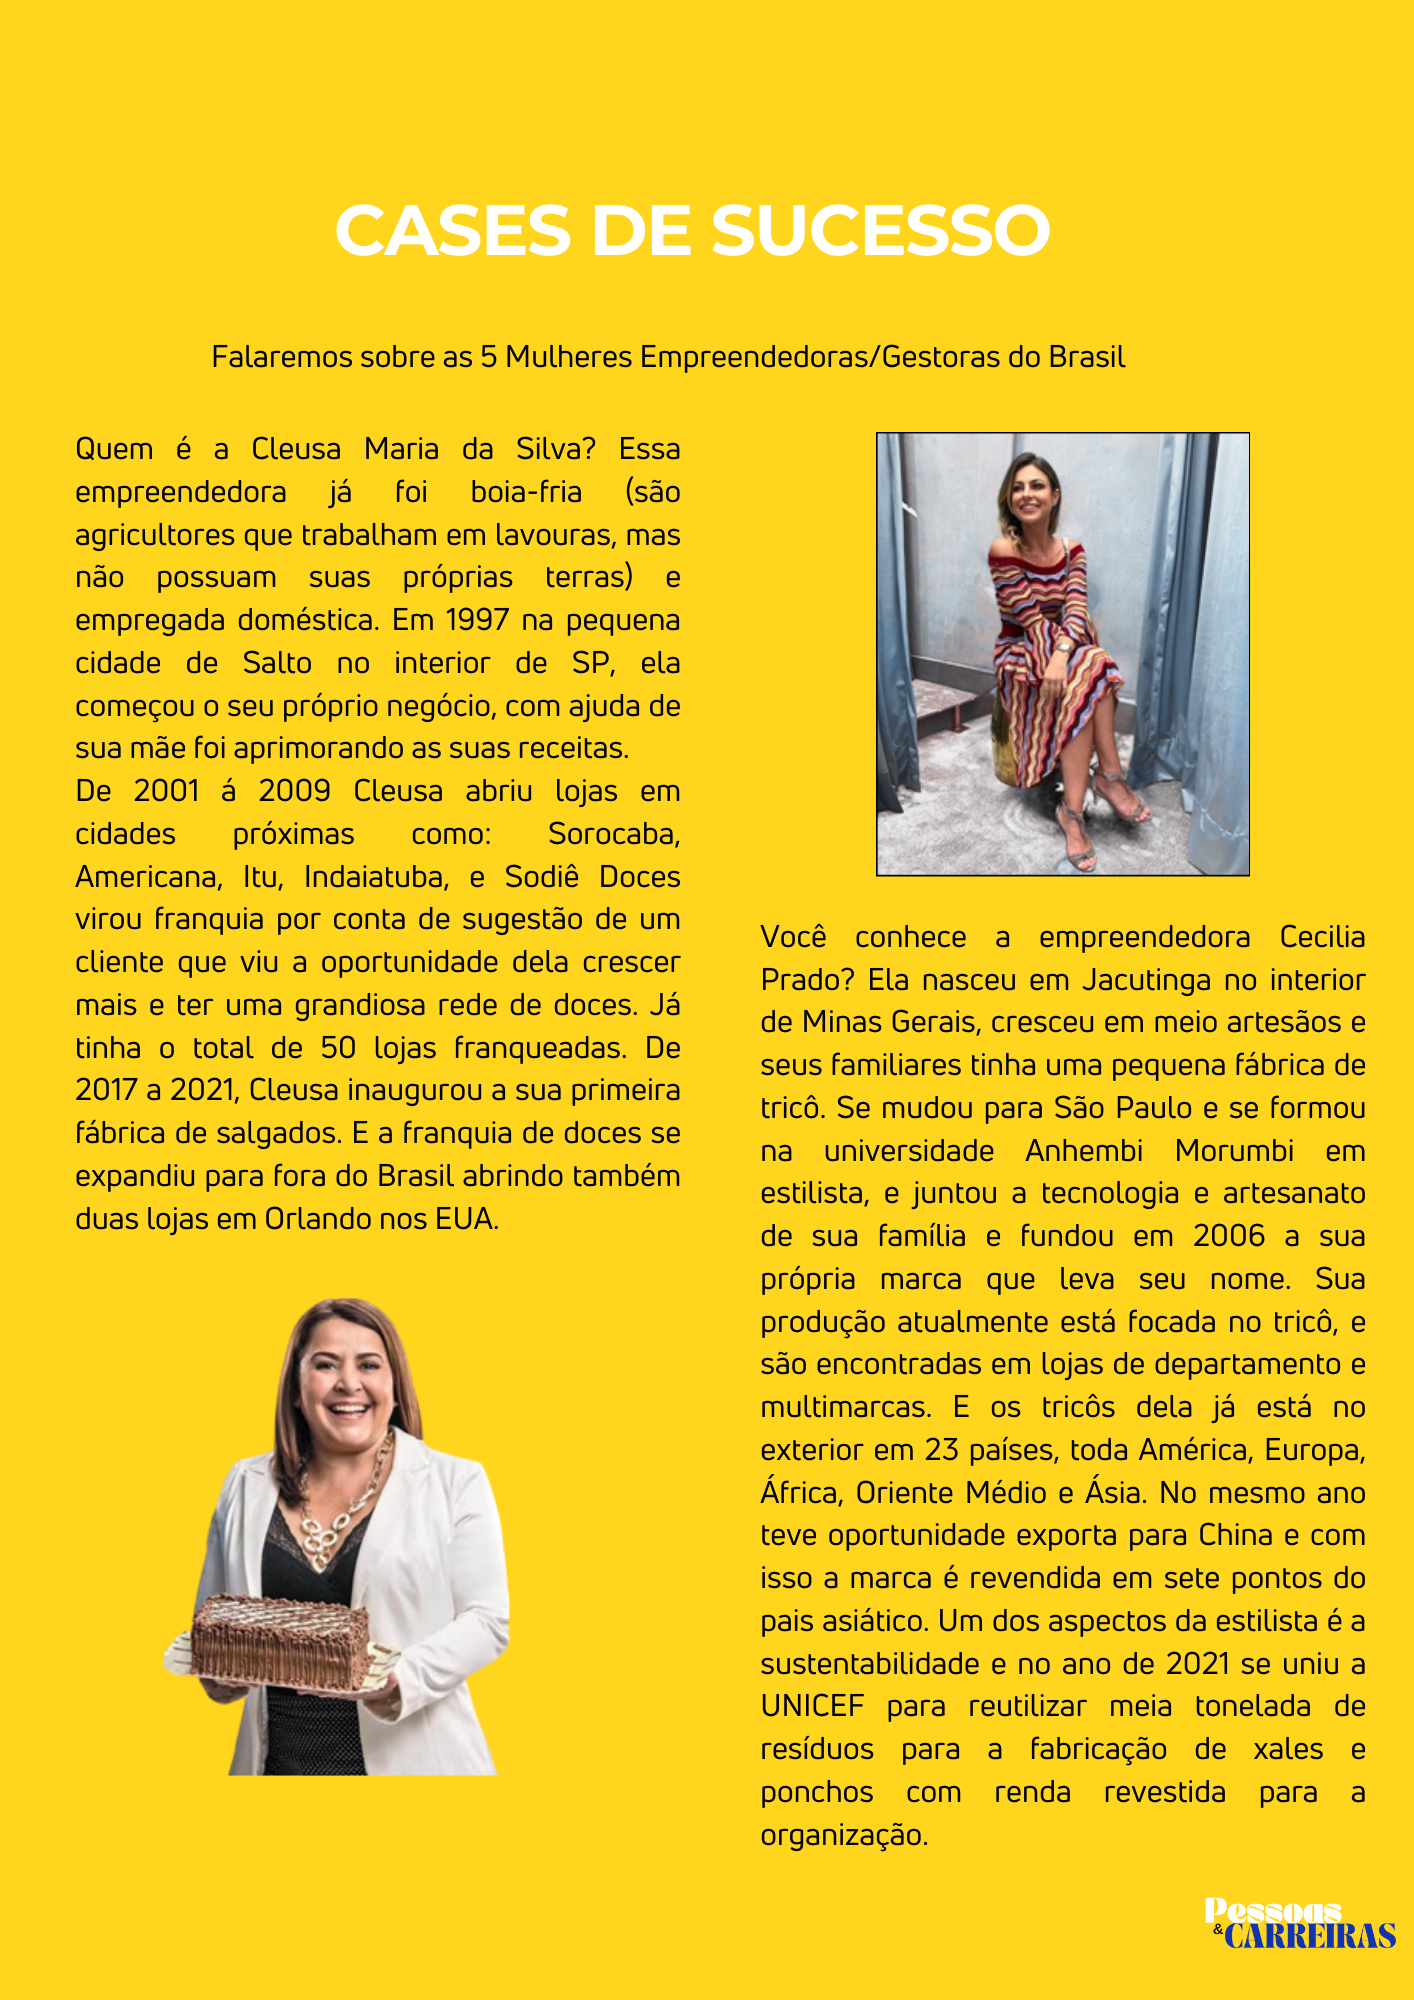 CASES DE SUCESSO
Falaremos sobre as 5 Mulheres Empreendedoras/Gestoras do Brasil
Quem é a Cleusa Maria da Silva? Essa
empreendedora já foi boia-fria (são
agricultores que trabalham em lavouras, mas
não possuam suas próprias terras) e
empregada doméstica. Em 1997 na pequena
cidade de Salto no interior de SP, ela
começou o seu próprio negócio, com ajuda de
sua mãe foi aprimorando as suas receitas.
De 2001 á 2009 Cleusa abriu lojas em
cidades próximas como: Sorocaba,
Americana, Itu, Indaiatuba, e Sodiê Doces
virou franquia por conta de sugestão de um
cliente que viu a oportunidade dela crescer
mais e ter uma grandiosa rede de doces. Já
tinha o total de 50 lojas franqueadas. De
2017 a 2021, Cleusa inaugurou a sua primeira
fábrica de salgados. E a franquia de doces se
expandiu para fora do Brasil abrindo também
duas lojas em Orlando nos EUA.
Você conhece a empreendedora Cecilia
Prado? Ela nasceu em Jacutinga no interior
de Minas Gerais, cresceu em meio artesãos e
seus familiares tinha uma pequena fábrica de
tricô. Se mudou para São Paulo e se formou
na universidade Anhembi Morumbi em
estilista, e juntou a tecnologia e artesanato
de sua família e fundou em 2006 a sua
própria marca que leva seu nome. Sua
produção atualmente está focada no tricô, e
são encontradas em lojas de departamento e
multimarcas. E os tricôs dela já está no
exterior em 23 países, toda América, Europa,
África, Oriente Médio e Ásia. No mesmo ano
teve oportunidade exporta para China e com
isso a marca é revendida em sete pontos do
pais asiático. Um dos aspectos da estilista é a
sustentabilidade e no ano de 2021 se uniu a
UNICEF para reutilizar meia tonelada de
resíduos para a fabricação de xales e
ponchos com renda revestida para a
organização.
Pessoas
&CARREIRAS